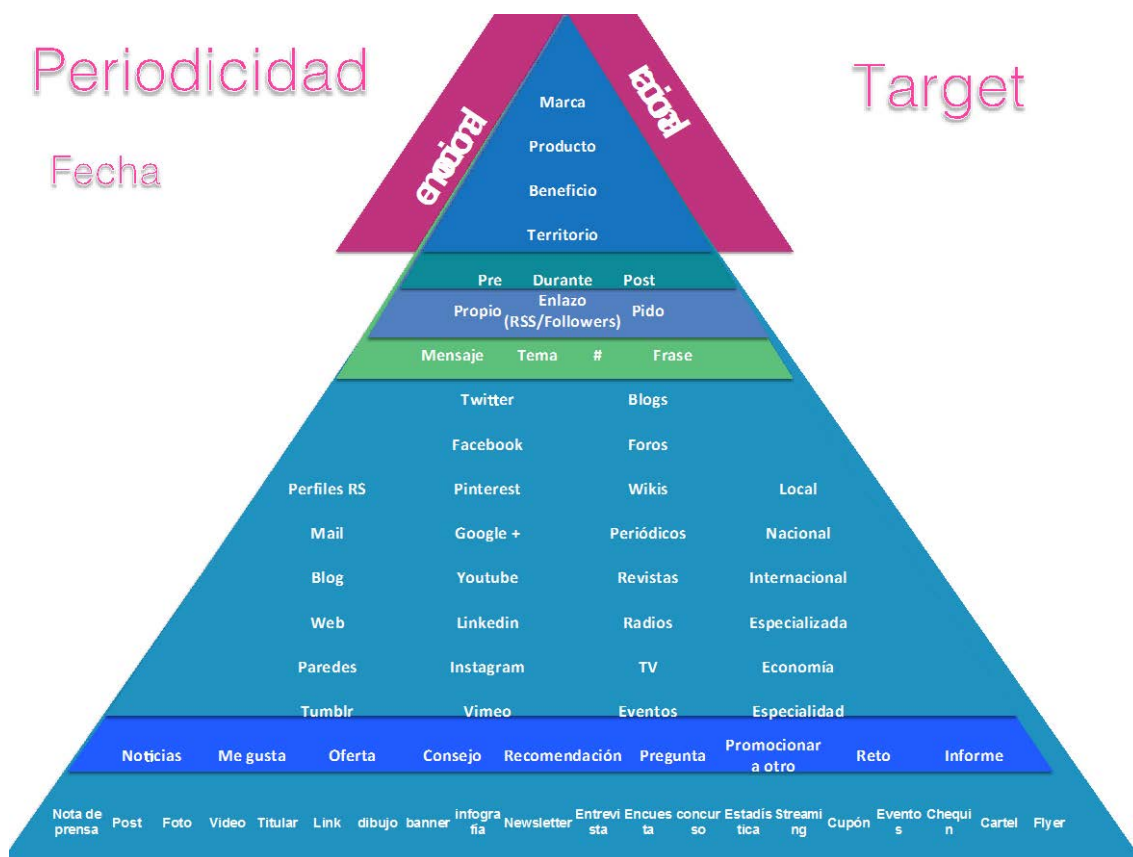 Periodicidad
Target
Fecha
emocional
racional
Marca
Producto
Beneficio
Territorio
Pre Durante Post
Propio Enlazo (RSS/Followers) Pido
Mensaje Tema # Frase
Twitter Blogs
Facebook Foros
Perfiles RS Pinterest Wikis Local
Mail Google + Periódicos Nacional
Blog Youtube Revistas Internacional
Web Linkedin Radios Especializada
Paredes Instagram TV Economía
Tumblr Vimeo Eventos Especialidad
Noticias Me gusta Oferta Consejo Recomendación Pregunta Promocionar a otro Reto Informe
Nota de prensa Post Foto Video Titular Link dibujo banner infografía Newsletter Entrevista Encuesta concurso Estadística Streaming Cupón Eventos Chequin Cartel Flyer